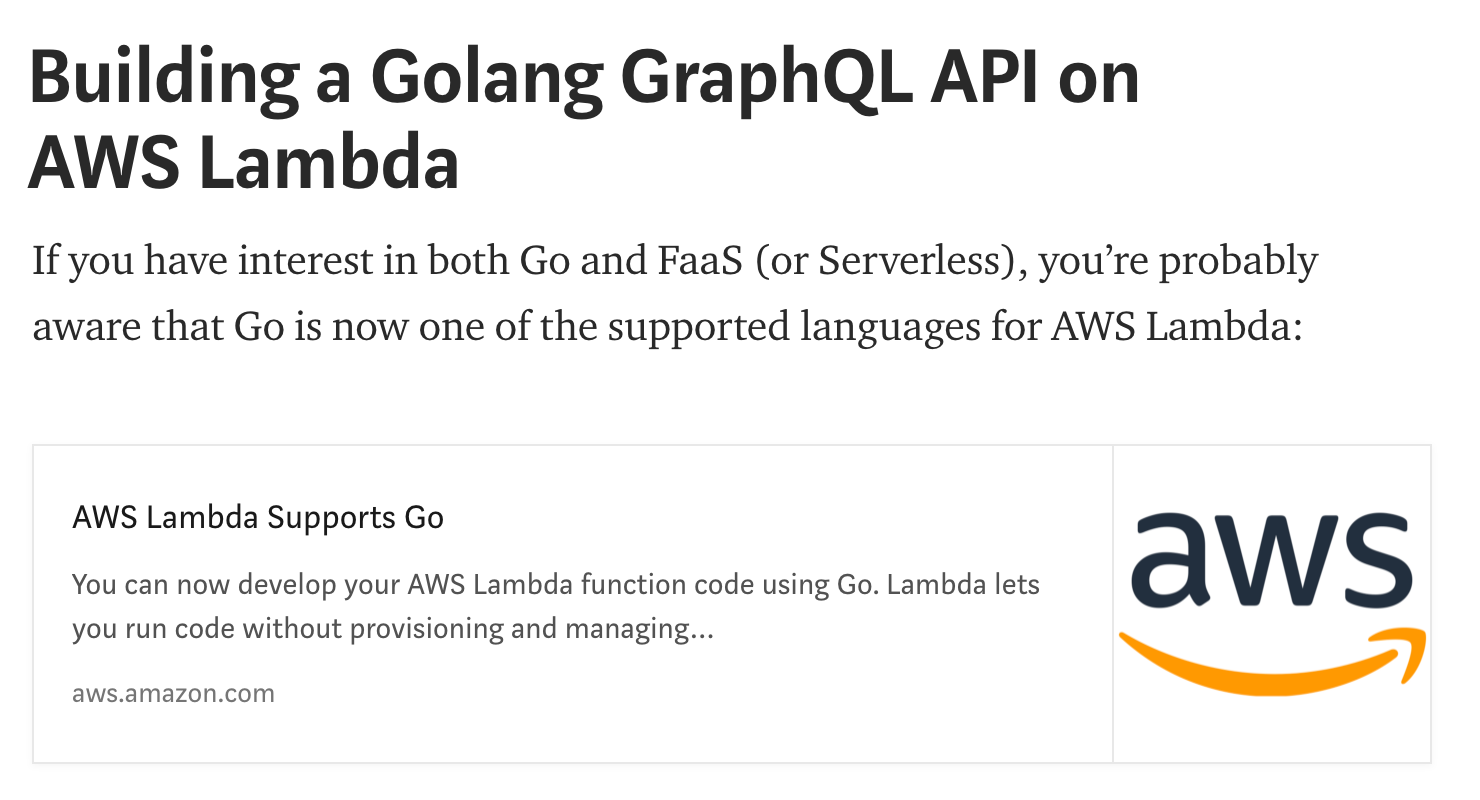 Building a Golang GraphQL API on
AWS Lambda
If you have interest in both Go and FaaS (or Serverless), you’re probably
aware that Go is now one of the supported languages for AWS Lambda:
AWS Lambda Supports Go
You can now develop your AWS Lambda function code using Go. Lambda lets
you run code without provisioning and managing…
aws.amazon.com
aws